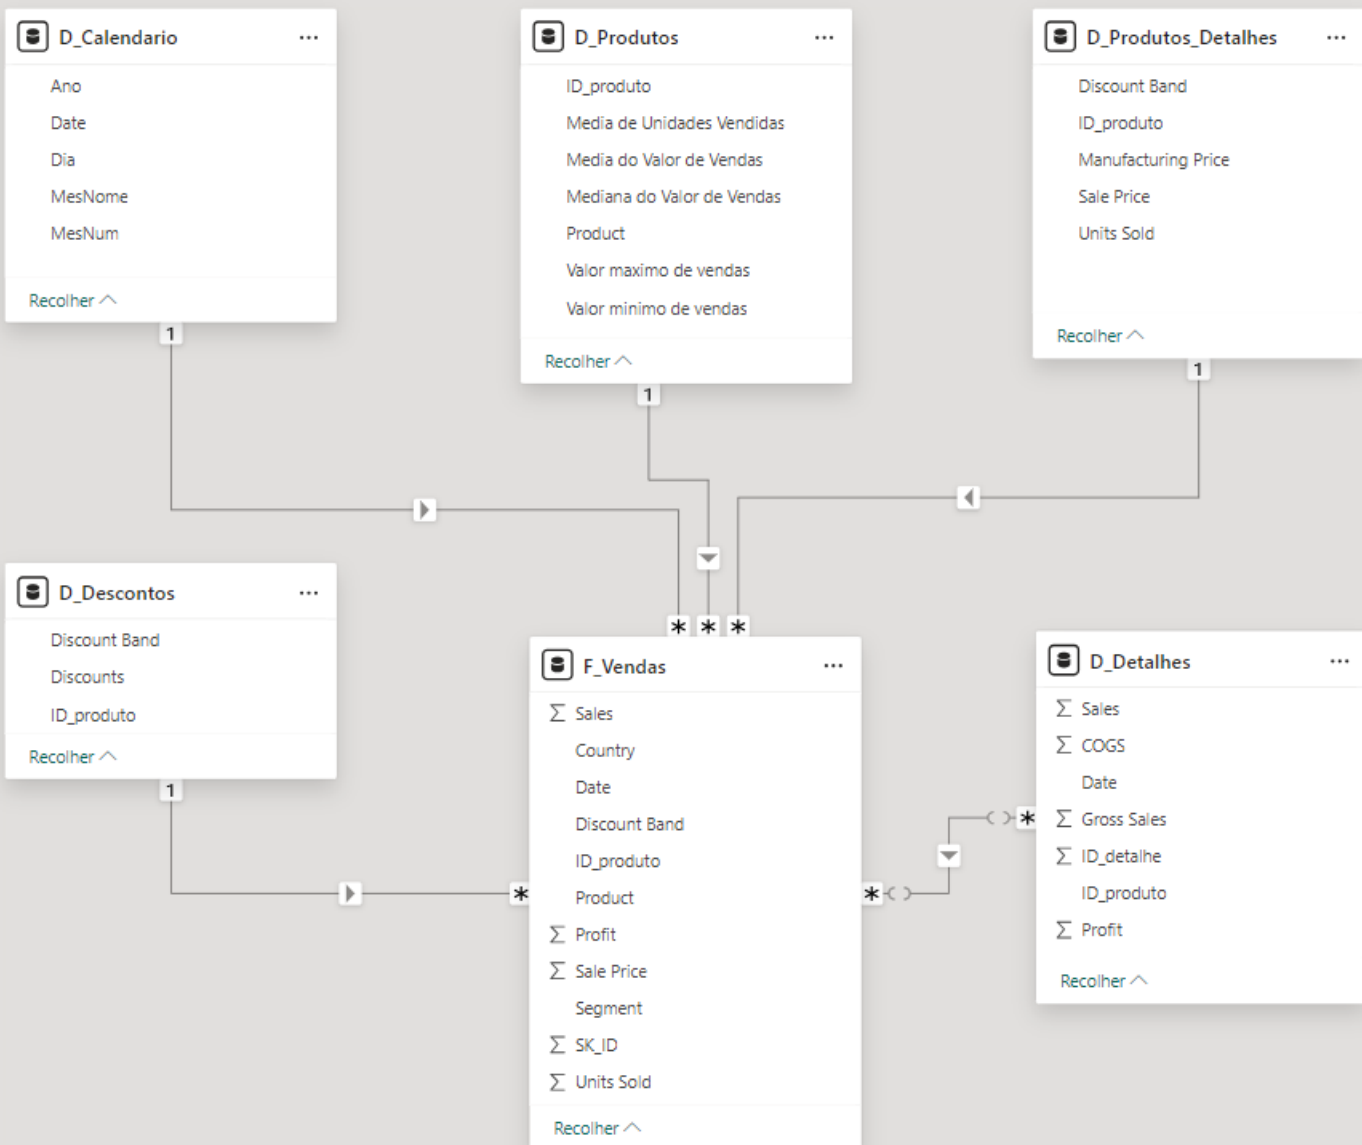 D_Calendario ...
Ano
Date
Dia
MesNome
MesNum
Recolher
1
D_Produtos ...
ID_produto
Media de Unidades Vendidas
Media do Valor de Vendas
Mediana do Valor de Vendas
Product
Valor maximo de vendas
Valor minimo de vendas
Recolher
1
D_Produtos_Detalhes ...
Discount Band
ID_produto
Manufacturing Price
Sale Price
Units Sold
Recolher
1
* * *
D_Descontos ...
Discount Band
Discounts
ID_produto
Recolher
1
*
F_Vendas ...
Σ Sales
Country
Date
Discount Band
ID_produto
Product
Σ Profit
Σ Sale Price
Segment
Σ SK_ID
Σ Units Sold
Recolher
*
*
D_Detalhes ...
Σ Sales
Σ COGS
Date
Σ Gross Sales
Σ ID_detalhe
ID_produto
Σ Profit
Recolher